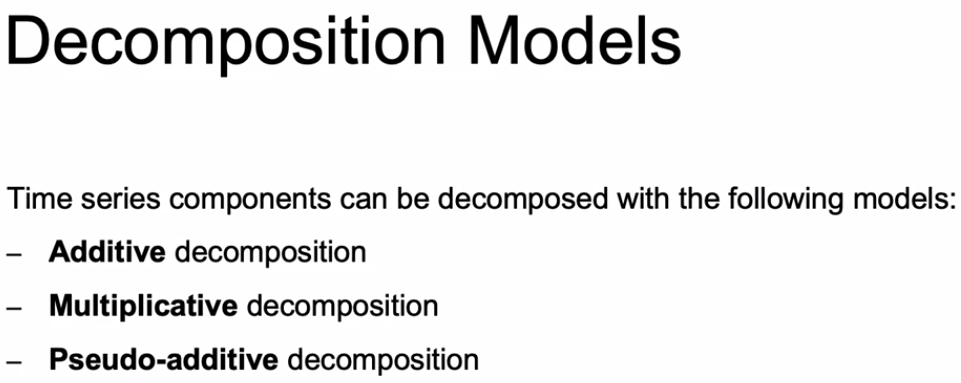 Decomposition Models
Time series components can be decomposed with the following models:
– Additive decomposition
– Multiplicative decomposition
– Pseudo-additive decomposition